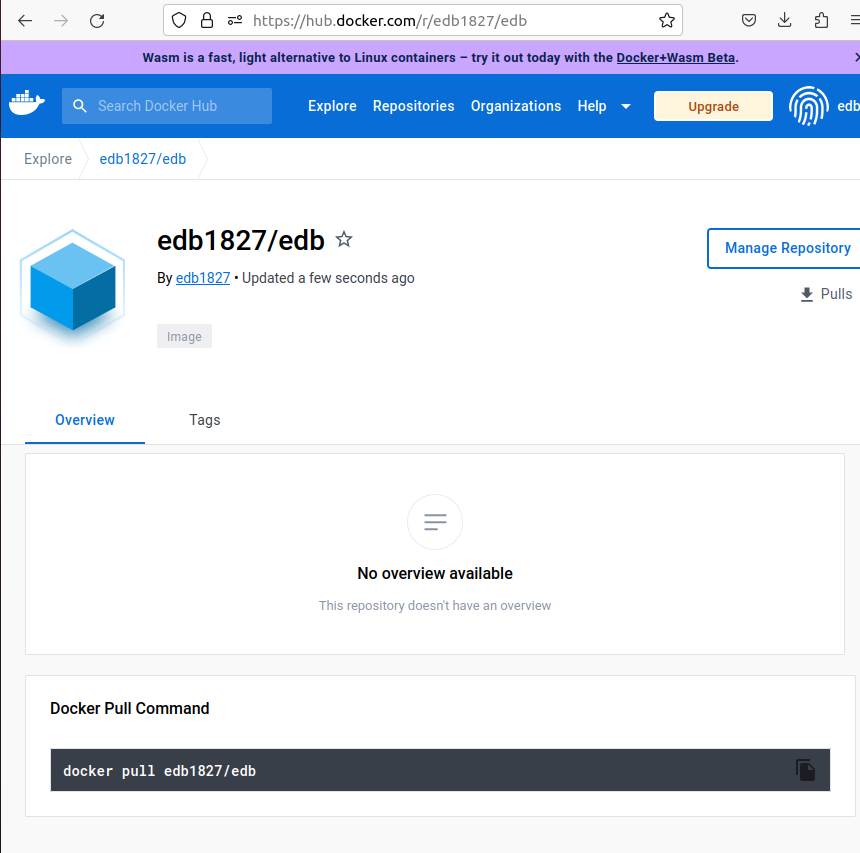 https://hub.docker.com/r/edb1827/edb
Wasm is a fast, light alternative to Linux containers – try it out today with the Docker+Wasm Beta.
Search Docker Hub
Explore Repositories Organizations Help Upgrade edb
Explore edb1827/edb
edb1827/edb
Manage Repository
By edb1827 • Updated a few seconds ago
Pulls
Image
Overview Tags
No overview available
This repository doesn't have an overview
Docker Pull Command
docker pull edb1827/edb